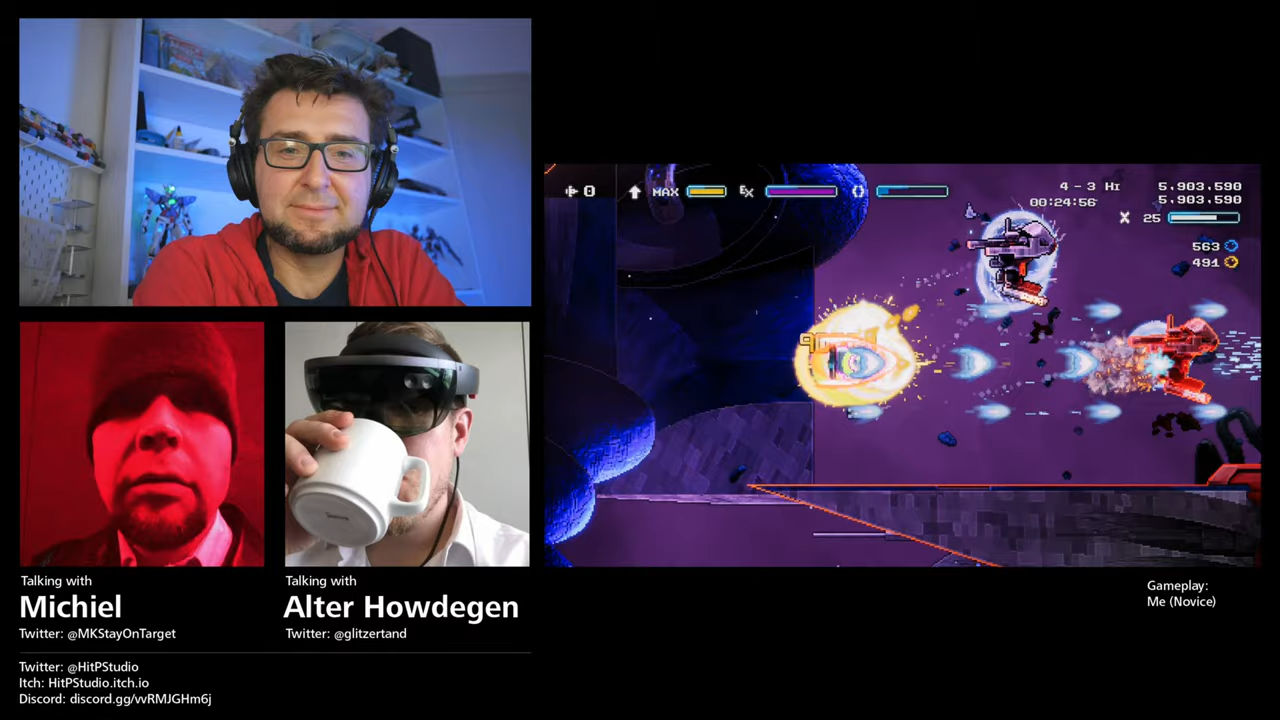 0 MAX EX 4 - 3 HI 5.903.590
00:24:56 5.903.590
X 25
563
491
Talking with
Michiel
Twitter: @MKStayOnTarget
Talking with
Alter Howdegen
Twitter: @glitzertand
Twitter: @HitPStudio
Itch: HitPStudio.itch.io
Discord: discord.gg/vvRMJGHm6j
Gameplay:
Me (Novice)